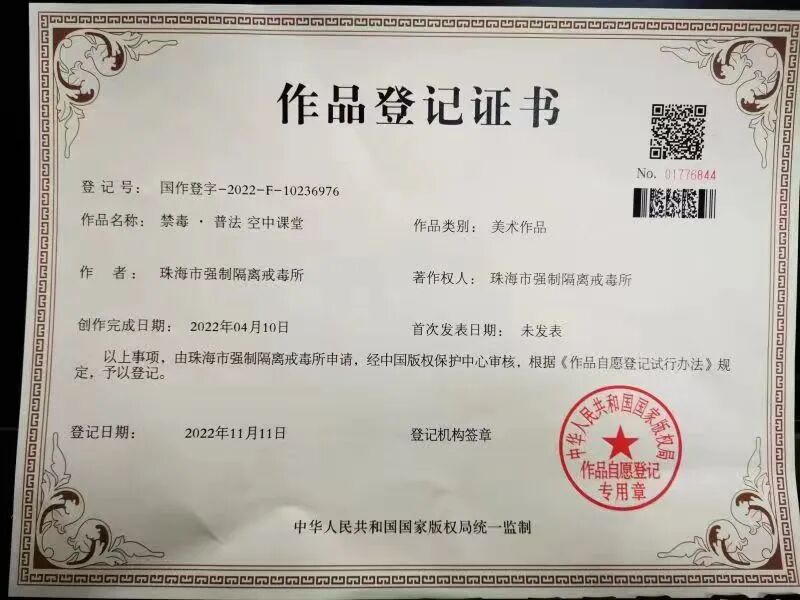 作品登记证书
No. 01776844
登 记 号： 国作登字-2022-F-10236976
作品名称： 禁毒 · 普法 空中课堂
作品类别： 美术作品
作 者： 珠海市强制隔离戒毒所
著作权人： 珠海市强制隔离戒毒所
创作完成日期： 2022年04月10日
首次发表日期： 未发表
以上事项，由珠海市强制隔离戒毒所申请，经中国版权保护中心审核，根据《作品自愿登记试行办法》规
定，予以登记。
登记日期： 2022年11月11日
登记机构签章
中华人民共和国国家版权局
作品自愿登记
专用章
中华人民共和国国家版权局统一监制